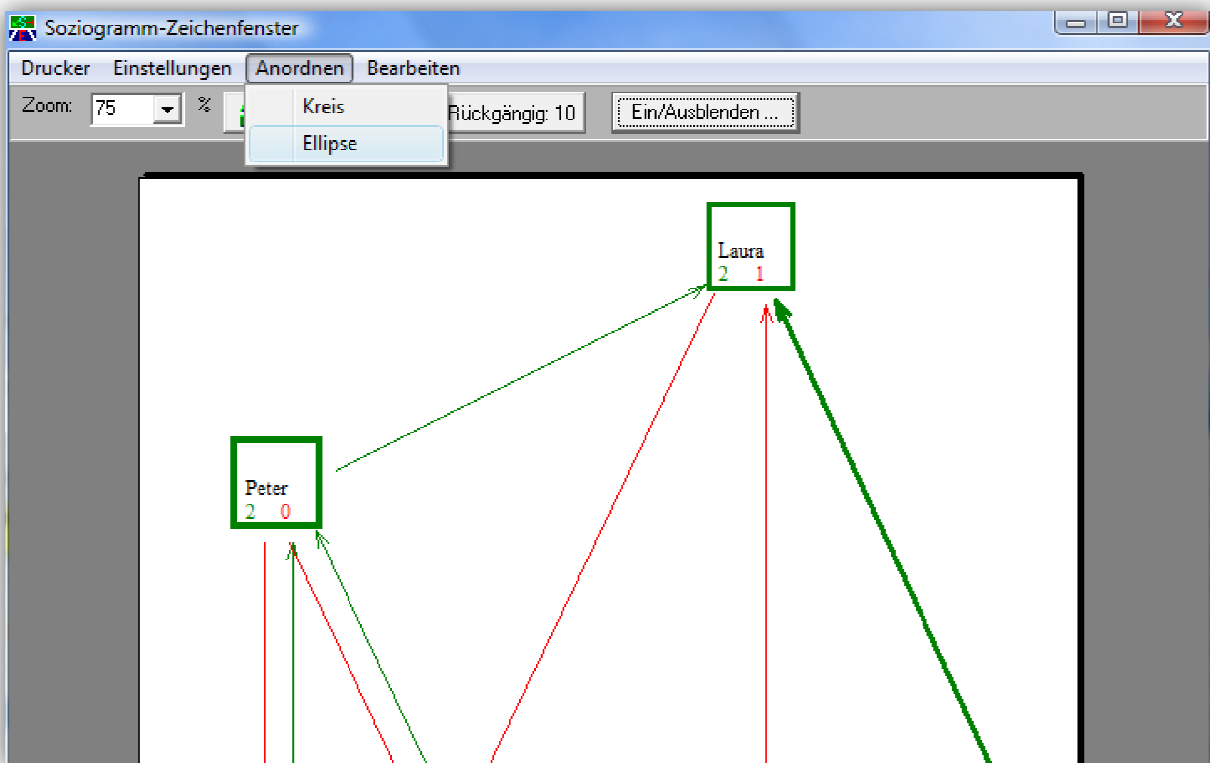 Soziogramm-Zeichenfenster
Drucker Einstellungen Anordnen Bearbeiten
Zoom: 75 % Rückgängig: 10 Ein/Ausblenden ...
Kreis
Ellipse
Laura
2 1
Peter
2 0